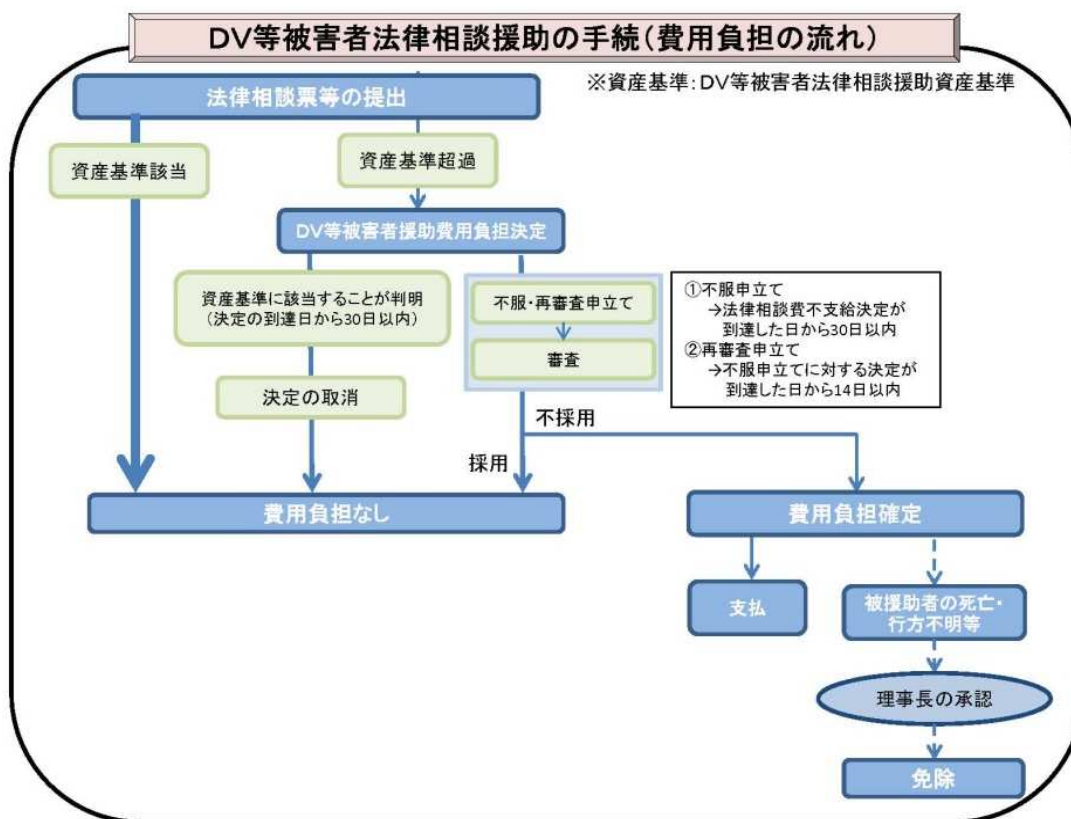 DV等被害者法律相談援助の手続(費用負担の流れ)
※資産基準:DV等被害者法律相談援助資産基準
法律相談票等の提出
資産基準該当
資産基準超過
DV等被害者援助費用負担決定
資産基準に該当することが判明
(決定の到達日から30日以内)
決定の取消
不服・再審査申立て
審査
①不服申立て
→法律相談費不支給決定が
到達した日から30日以内
②再審査申立て
→不服申立てに対する決定が
到達した日から14日以内
不採用
採用
費用負担なし
費用負担確定
支払
被援助者の死亡・
行方不明等
理事長の承認
免除